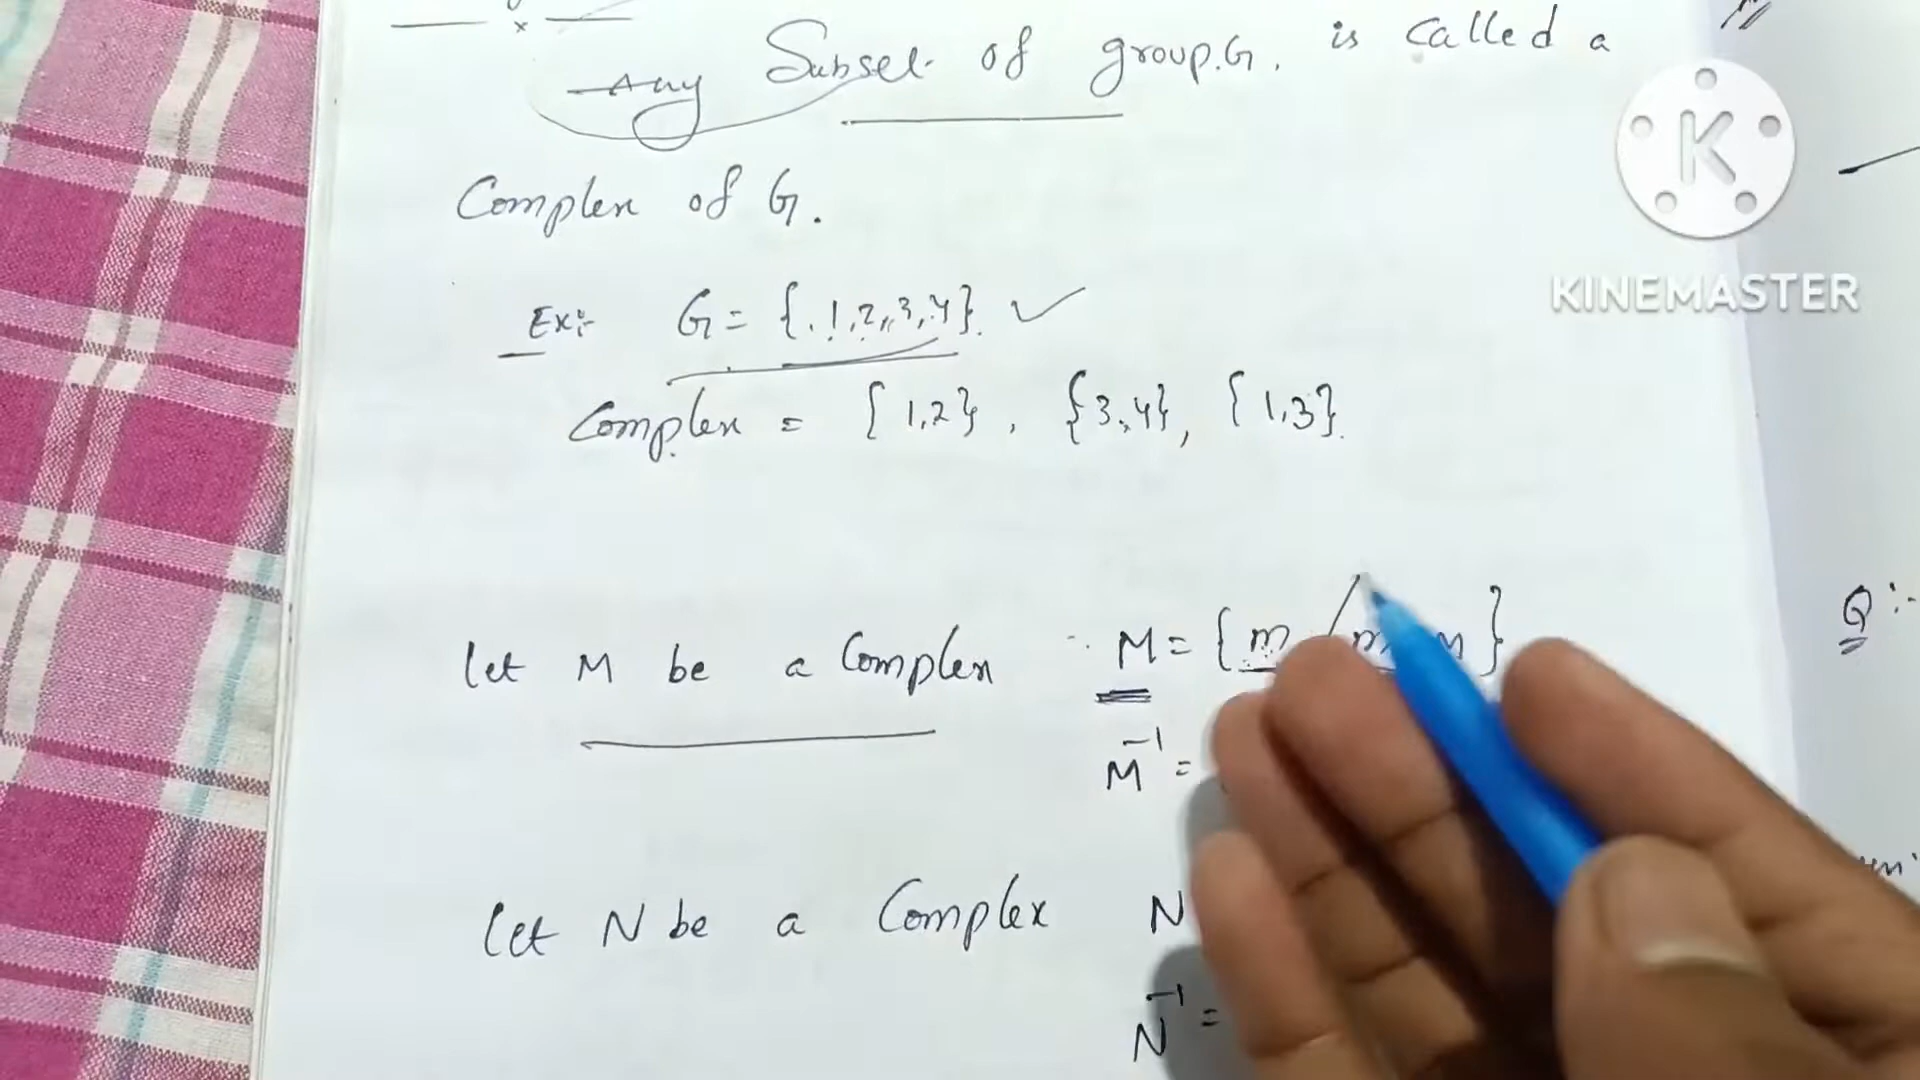 Any Subset of group.G. is called a
Complex of G.
Ex:- G = {.1,2,3,4}.
Complex = {1,2}, {3,4}, {1,3}.
let M be a Complex M = {m / m
M⁻¹ =
let N be a Complex N
N⁻¹ =
Q:-
KINEMASTER